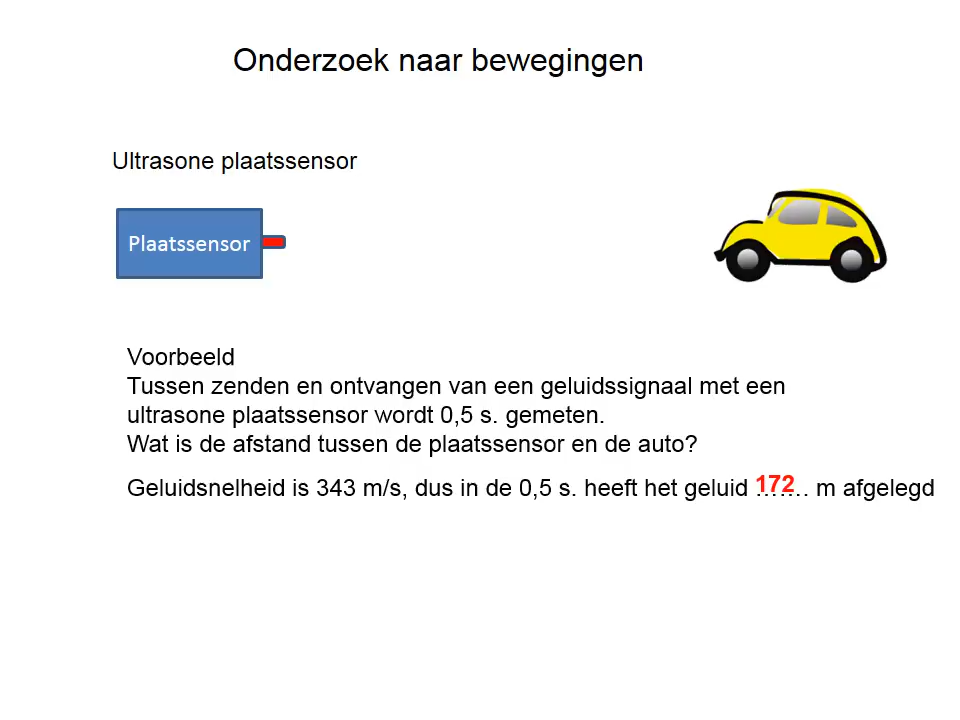 Onderzoek naar bewegingen
Ultrasone plaatssensor
Plaatssensor
Voorbeeld
Tussen zenden en ontvangen van een geluidssignaal met een
ultrasone plaatssensor wordt 0,5 s. gemeten.
Wat is de afstand tussen de plaatssensor en de auto?
Geluidsnelheid is 343 m/s, dus in de 0,5 s. heeft het geluid 172 ……. m afgelegd